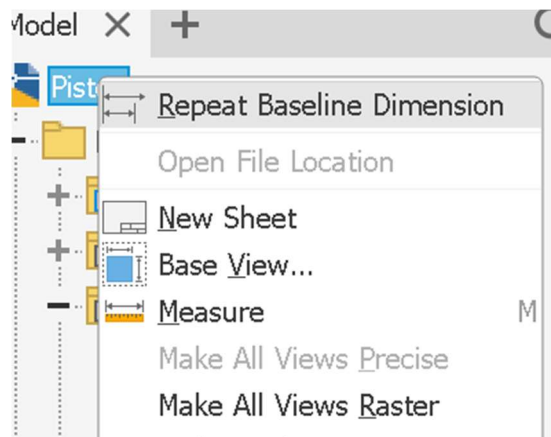 Model
Pist
Repeat Baseline Dimension
Open File Location
New Sheet
Base View...
Measure M
Make All Views Precise
Make All Views Raster